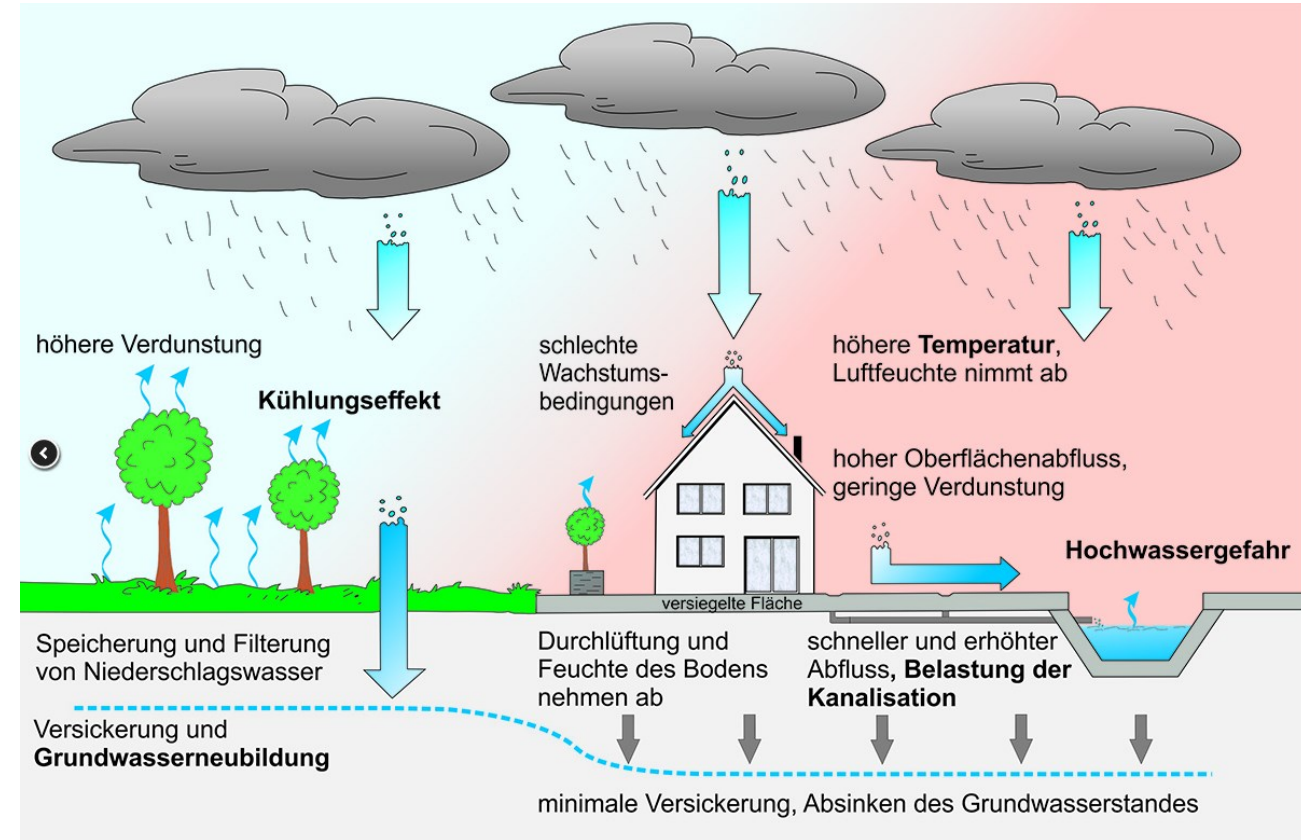 höhere Verdunstung
Kühlungseffekt
schlechte
Wachstums-
bedingungen
höhere Temperatur,
Luftfeuchte nimmt ab
hoher Oberflächenabfluss,
geringe Verdunstung
Hochwassergefahr
versiegelte Fläche
Speicherung und Filterung
von Niederschlagswasser
Durchlüftung und
Feuchte des Bodens
nehmen ab
schneller und erhöhter
Abfluss, Belastung der
Kanalisation
Versickerung und
Grundwasserneubildung
minimale Versickerung, Absinken des Grundwasserstandes